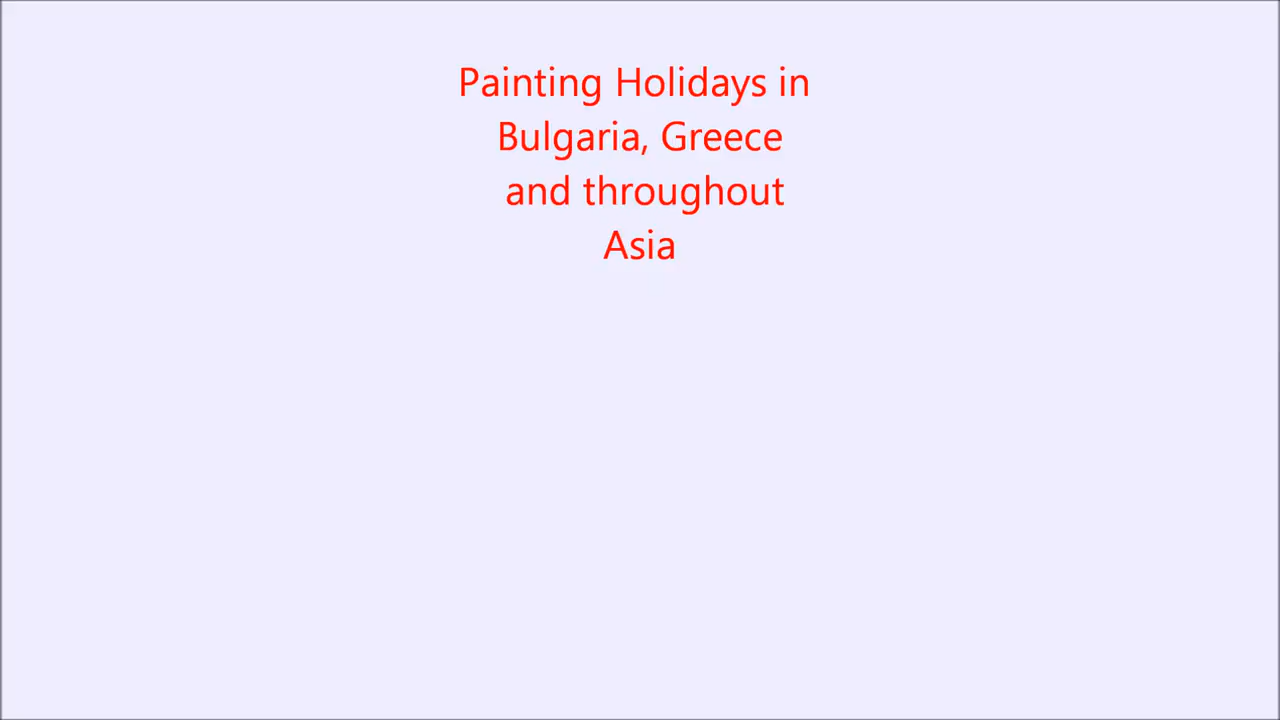 Painting Holidays in
Bulgaria, Greece
and throughout
Asia